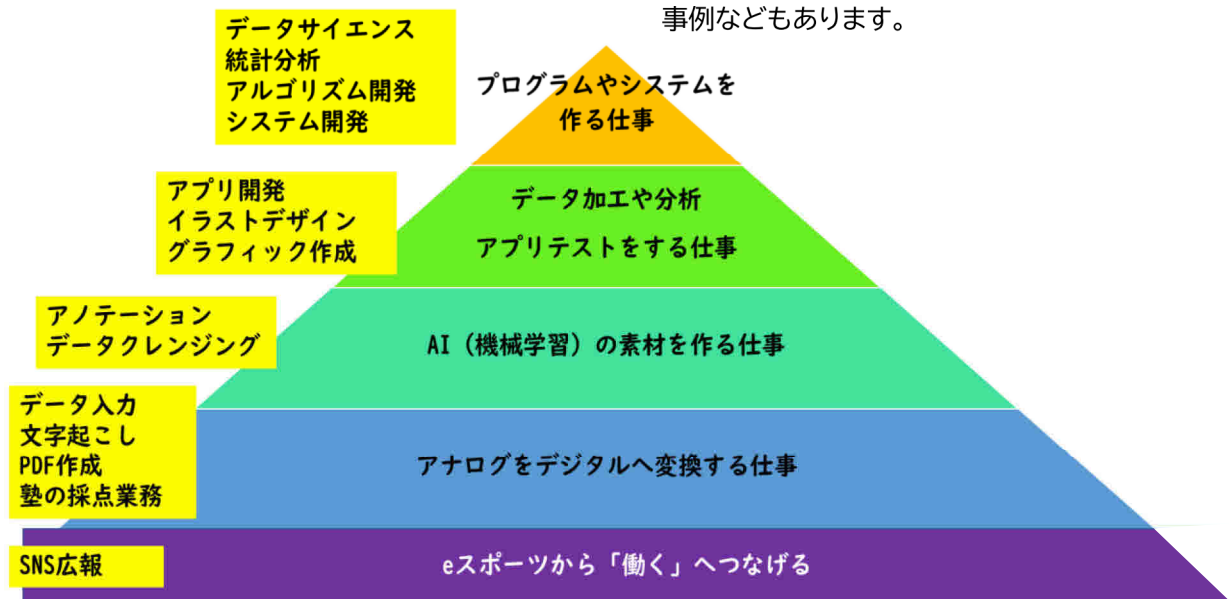 事例などもあります。
データサイエンス
統計分析
アルゴリズム開発
システム開発
プログラムやシステムを
作る仕事
アプリ開発
イラストデザイン
グラフィック作成
データ加工や分析
アプリテストをする仕事
アノテーション
データクレンジング
AI（機械学習）の素材を作る仕事
データ入力
文字起こし
PDF作成
塾の採点業務
アナログをデジタルへ変換する仕事
SNS広報
eスポーツから「働く」へつなげる